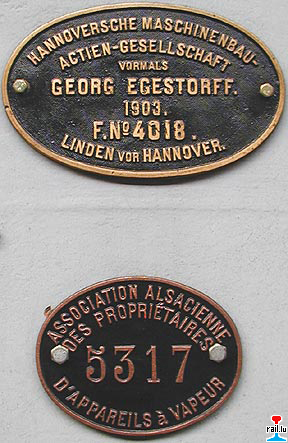 HANNOVERSCHE MASCHINENBAU-
ACTIEN-GESELLSCHAFT
VORMALS
GEORG EGESTORFF.
1903.
F. No 4018.
LINDEN VOR HANNOVER.
ASSOCIATION ALSACIENNE
DES PROPRIÉTAIRES
5317
D'APPAREILS à VAPEUR
rail.lu